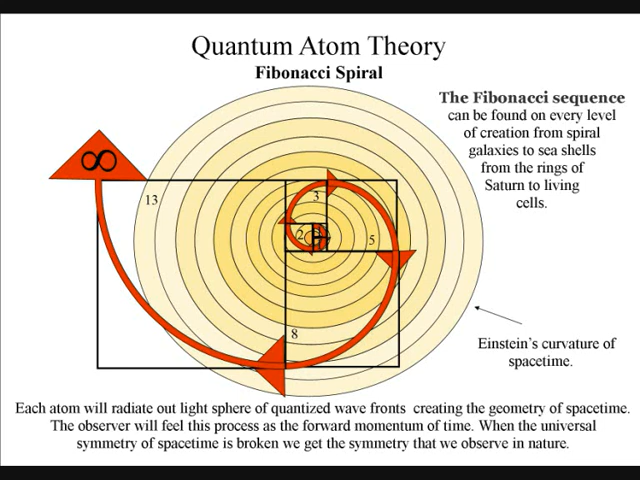 Quantum Atom Theory
Fibonacci Spiral
The Fibonacci sequence
can be found on every level
of creation from spiral
galaxies to sea shells
from the rings of
Saturn to living
cells.
∞
13
3
2
5
8
Einstein's curvature of
spacetime.
Each atom will radiate out light sphere of quantized wave fronts creating the geometry of spacetime.
The observer will feel this process as the forward momentum of time. When the universal
symmetry of spacetime is broken we get the symmetry that we observe in nature.